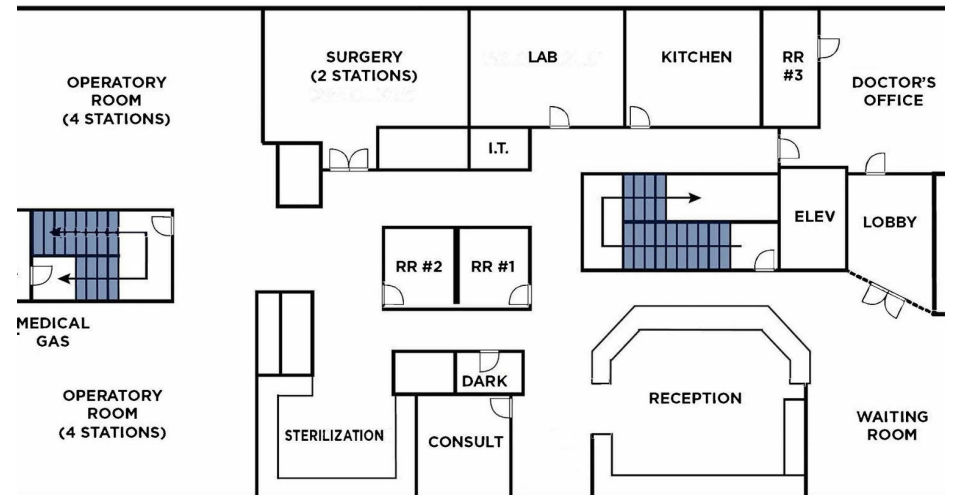 OPERATORY
ROOM
(4 STATIONS)
SURGERY
(2 STATIONS)
LAB
KITCHEN
RR
#3
DOCTOR'S
OFFICE
I.T.
ELEV
LOBBY
RR #2
RR #1
MEDICAL
GAS
OPERATORY
ROOM
(4 STATIONS)
STERILIZATION
DARK
CONSULT
RECEPTION
WAITING
ROOM